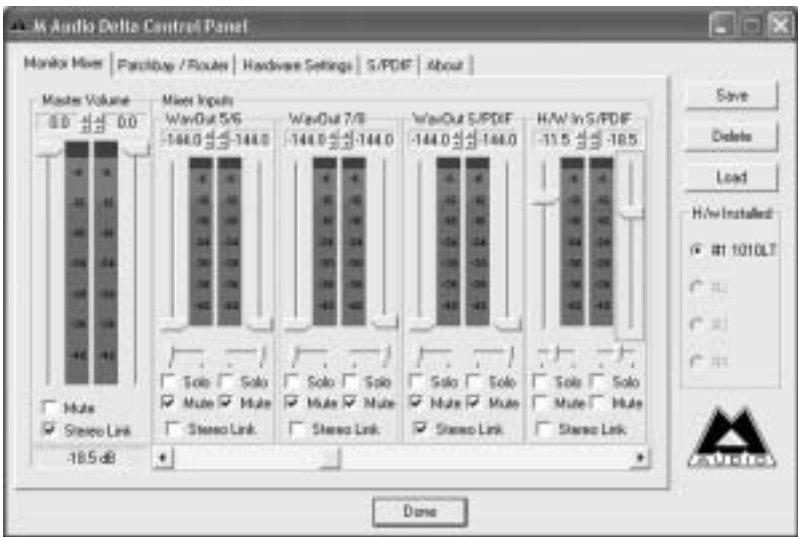 M Audio Delta Control Panel
Monitor Mixer
Patchbay / Router
Hardware Settings
S/PDIF
About
Master Volume
0.0 0.0
Mute
Stereo Link
-18.5 dB
Mixer Inputs
WavOut 5/6
-144.0 -144.0
Solo Solo
Mute Mute
Stereo Link
WavOut 7/8
-144.0 -144.0
Solo Solo
Mute Mute
Stereo Link
WavOut S/PDIF
-144.0 -144.0
Solo Solo
Mute Mute
Stereo Link
H/W In S/PDIF
-11.5 -18.5
Solo Solo
Mute Mute
Stereo Link
Save
Delete
Load
H/w Installed
#1 1010LT
#2
#3
#4
AUDIO
Done